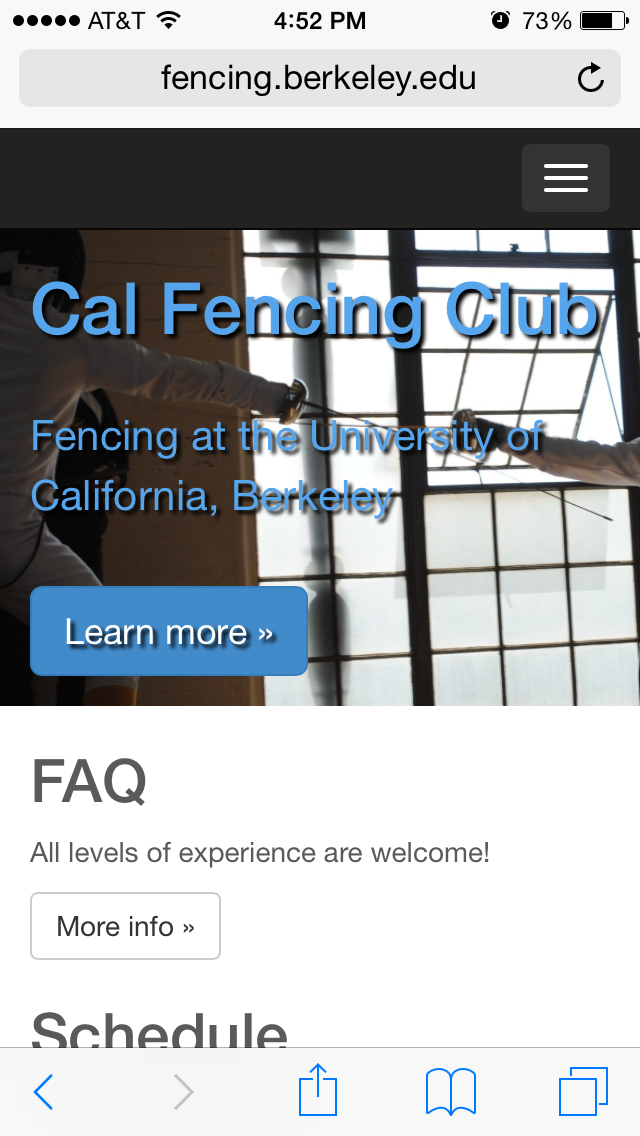 AT&T 4:52 PM 73%
fencing.berkeley.edu
Cal Fencing Club
Fencing at the University of
California, Berkeley
Learn more »
FAQ
All levels of experience are welcome!
More info »
Schedule